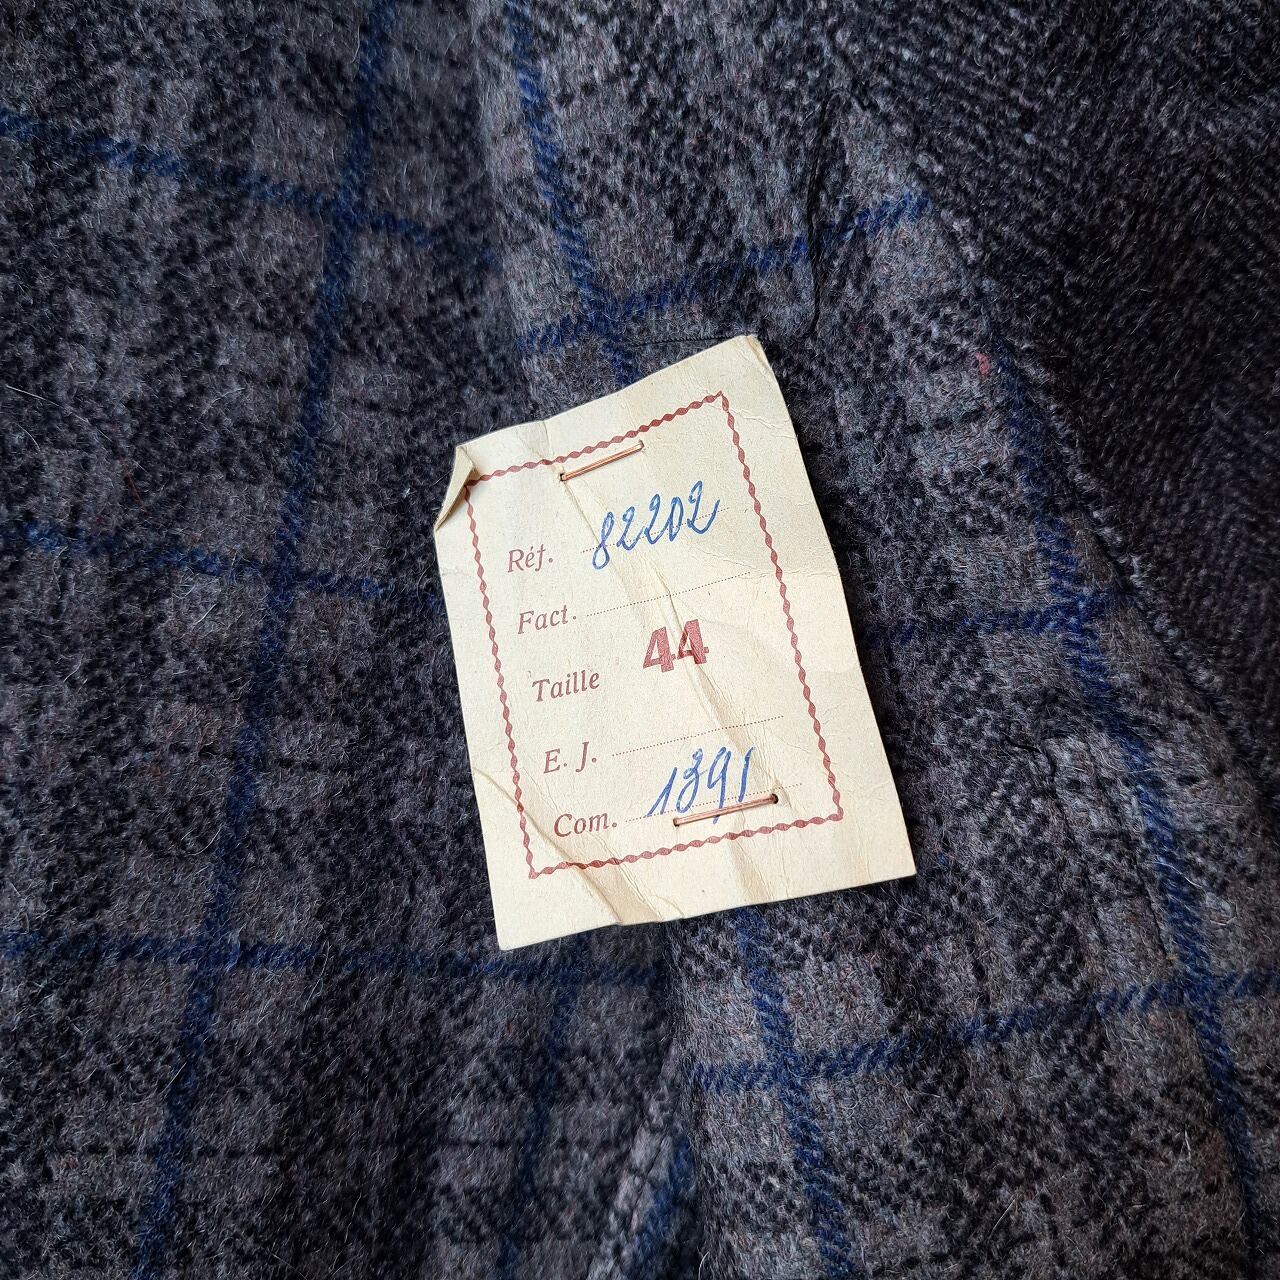 Réf. 82202
Fact.
Taille 44
E. J.
Com. 1391